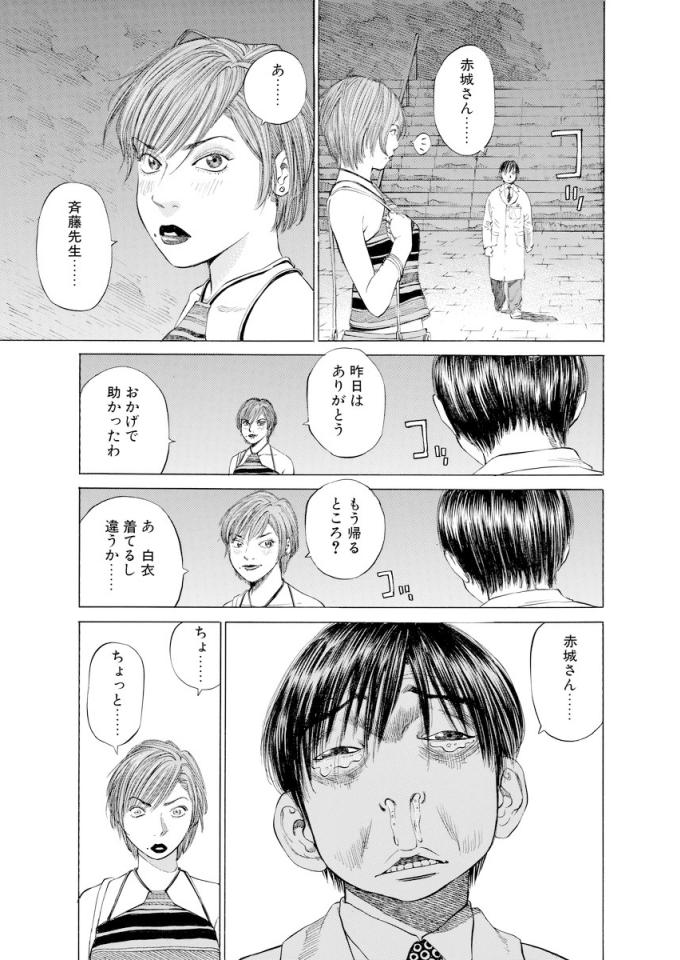 赤城さん……
コッ
あ……
斉藤先生……
昨日は
ありがとう
コッ
おかげで
助かったわ
もう帰る
ところ？
コッ
あ 白衣
着てるし
違うか……
赤城さん……
ちょ……
ちょっと……